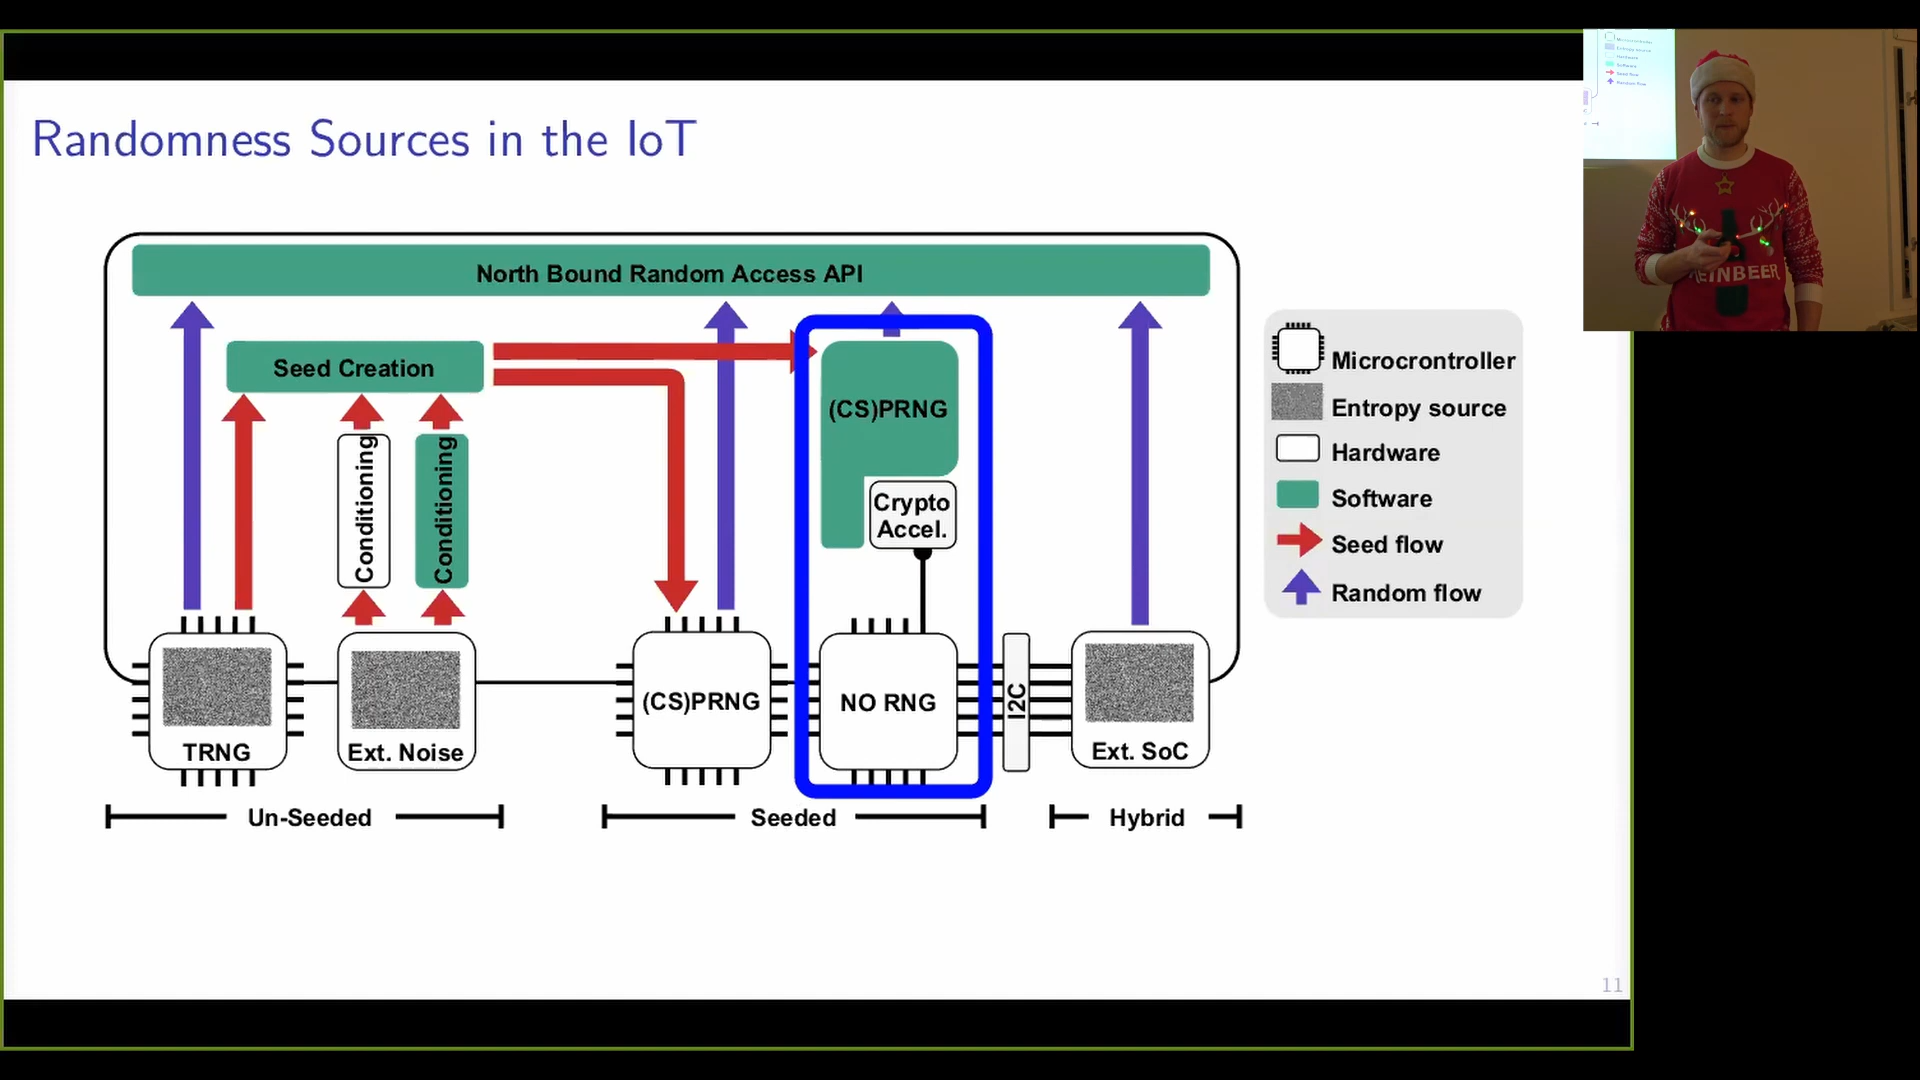 Randomness Sources in the IoT
North Bound Random Access API
Seed Creation
(CS)PRNG
Conditioning
Conditioning
Crypto
Accel.
TRNG
Ext. Noise
(CS)PRNG
NO RNG
I2C
Ext. SoC
Un-Seeded
Seeded
Hybrid
Microcrontroller
Entropy source
Hardware
Software
Seed flow
Random flow
EINBEER
11